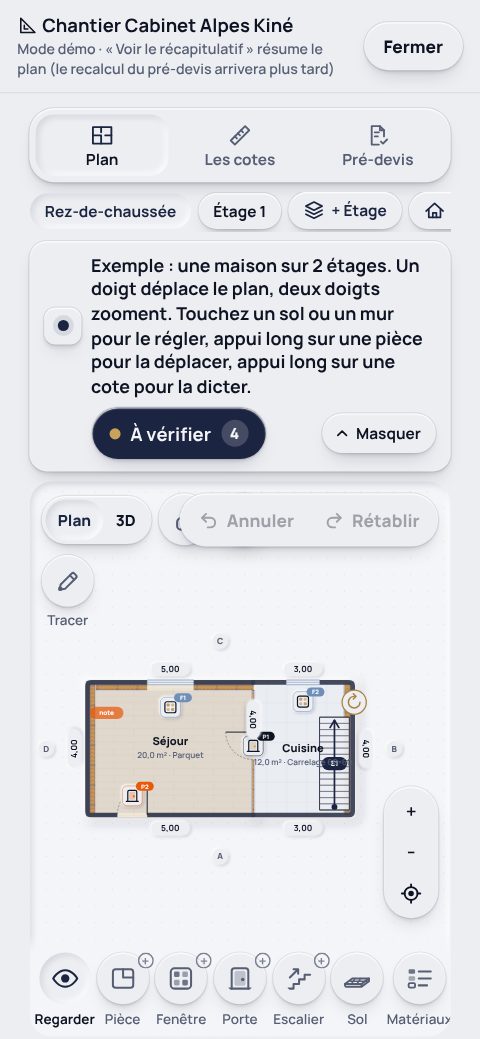 Chantier Cabinet Alpes Kiné
Mode démo · « Voir le récapitulatif » résume le
plan (le recalcul du pré-devis arrivera plus tard)
Fermer
Plan
Les cotes
Pré-devis
Rez-de-chaussée
Étage 1
+ Étage
Exemple : une maison sur 2 étages. Un
doigt déplace le plan, deux doigts
zooment. Touchez un sol ou un mur
pour le régler, appui long sur une pièce
pour la déplacer, appui long sur une
cote pour la dicter.
À vérifier 4
Masquer
Plan
3D
Annuler
Rétablir
Tracer
C
5,00
3,00
F1
F2
note
4,00
P1
D
4,00
Séjour
20,0 m² · Parquet
Cuisine
12,0 m² ·
4,00
B
P2
5,00
3,00
A
+
-
Regarder
Pièce
Fenêtre
Porte
Escalier
Sol
Matériaux